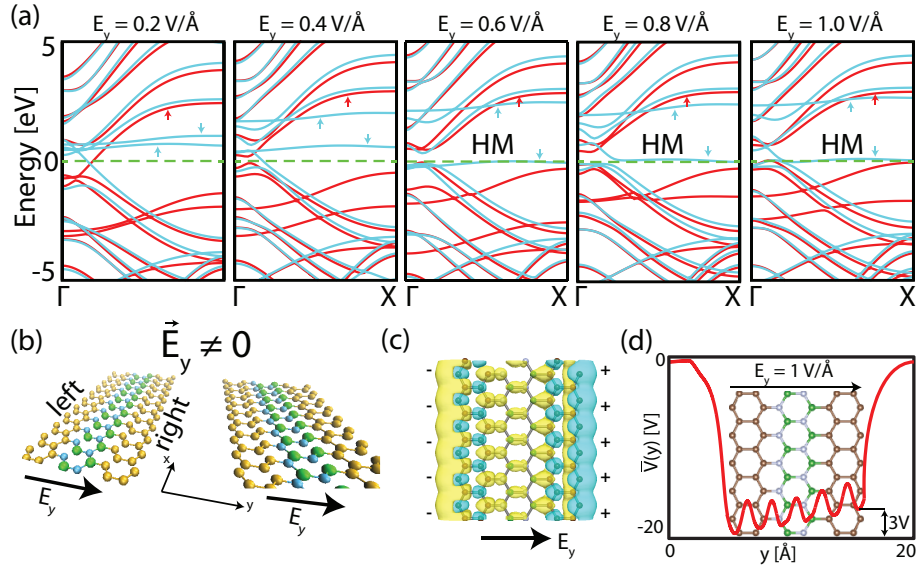 (a)
E_y = 0.2 V/Å
E_y = 0.4 V/Å
E_y = 0.6 V/Å
E_y = 0.8 V/Å
E_y = 1.0 V/Å
Energy [eV]
5
0
-5
HM
HM
HM
Γ
Γ
X
Γ
X
Γ
X
Γ
X
(b)
E⃗_y ≠ 0
left
right
x
y
E_y
E_y
(c)
- +
- +
- +
- +
- +
E_y
(d)
E_y = 1 V/Å
V̅(y) [V]
0
-20
3V
0
20
y [Å]